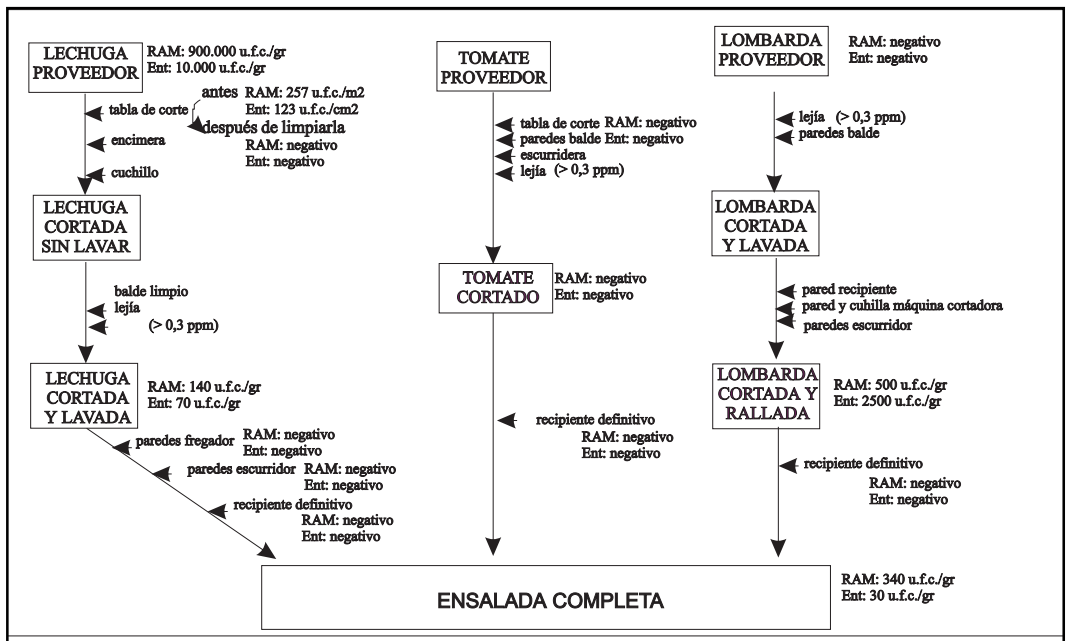 LECHUGA
PROVEEDOR
RAM: 900.000 u.f.c./gr
Ent: 10.000 u.f.c./gr
tabla de corte
antes RAM: 257 u.f.c./m2
Ent: 123 u.f.c./cm2
después de limpiarla
RAM: negativo
Ent: negativo
encimera
cuchillo
LECHUGA
CORTADA
SIN LAVAR
balde limpio
lejía
(> 0,3 ppm)
LECHUGA
CORTADA
Y LAVADA
RAM: 140 u.f.c./gr
Ent: 70 u.f.c./gr
paredes fregador RAM: negativo
Ent: negativo
paredes escurridor RAM: negativo
Ent: negativo
recipiente definitivo
RAM: negativo
Ent: negativo
TOMATE
PROVEEDOR
tabla de corte RAM: negativo
paredes balde Ent: negativo
escurridera
lejía (> 0,3 ppm)
TOMATE
CORTADO
RAM: negativo
Ent: negativo
recipiente definitivo
RAM: negativo
Ent: negativo
LOMBARDA
PROVEEDOR
RAM: negativo
Ent: negativo
lejía (> 0,3 ppm)
paredes balde
LOMBARDA
CORTADA
Y LAVADA
pared recipiente
pared y cuhilla máquina cortadora
paredes escurridor
LOMBARDA
CORTADA Y
RALLADA
RAM: 500 u.f.c./gr
Ent: 2500 u.f.c./gr
recipiente definitivo
RAM: negativo
Ent: negativo
ENSALADA COMPLETA
RAM: 340 u.f.c./gr
Ent: 30 u.f.c./gr